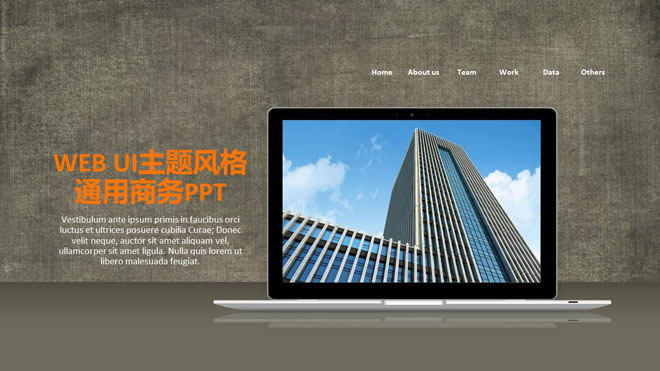 Home About us Team Work Data Others
WEB UI主题风格
通用商务PPT
Vestibulum ante ipsum primis in faucibus orci
luctus et ultrices posuere cubilia Curae; Donec
velit neque, auctor sit amet aliquam vel,
ullamcorper sit amet ligula. Nulla quis lorem ut
libero malesuada feugiat.